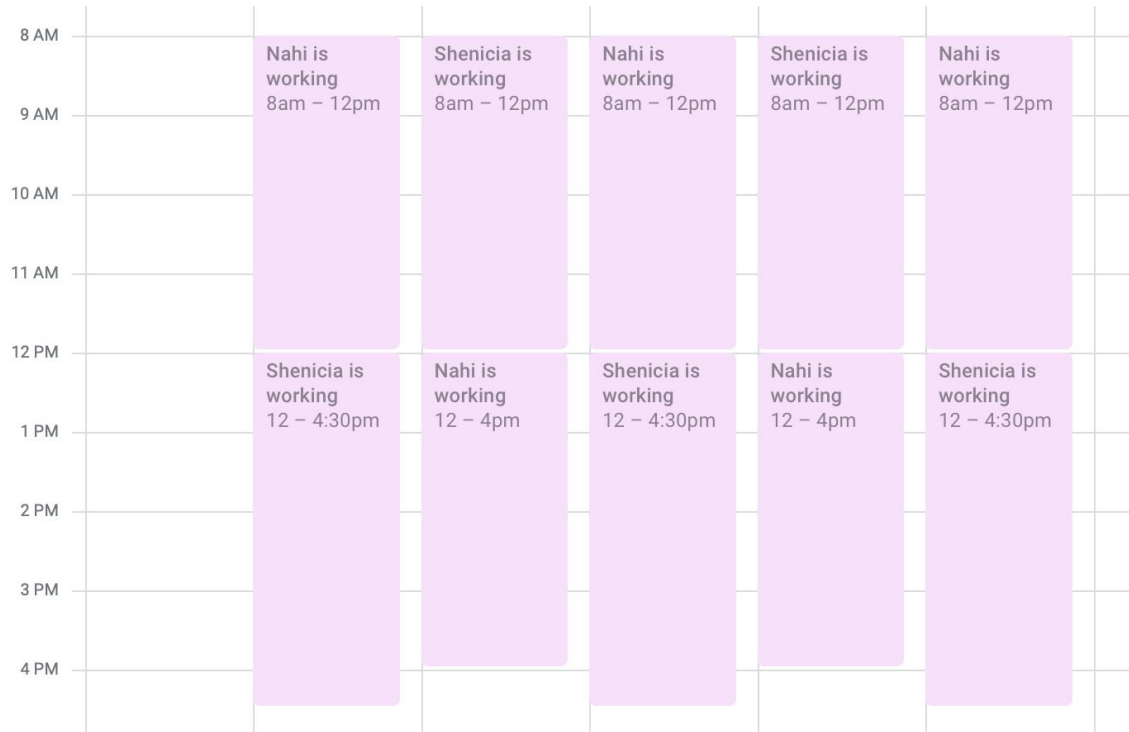 8 AM
Nahi is
working
8am – 12pm
Shenicia is
working
8am – 12pm
Nahi is
working
8am – 12pm
Shenicia is
working
8am – 12pm
Nahi is
working
8am – 12pm
9 AM
10 AM
11 AM
12 PM
Shenicia is
working
12 – 4:30pm
Nahi is
working
12 – 4pm
Shenicia is
working
12 – 4:30pm
Nahi is
working
12 – 4pm
Shenicia is
working
12 – 4:30pm
1 PM
2 PM
3 PM
4 PM